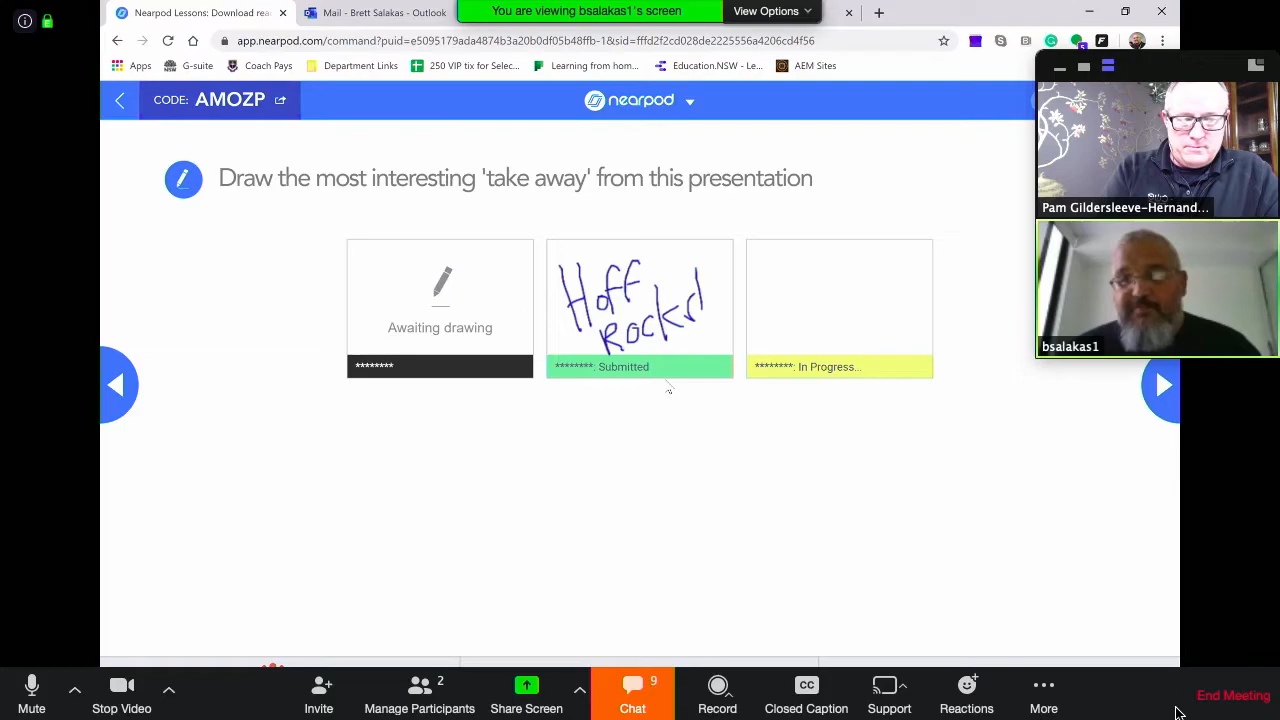 Nearpod Lessons: Download rea
Mail - Brett Salakas - Outlook
You are viewing bsalakas1's screen
View Options
app.nearpod.com/command?uid=e509c179ada4874b3a20b0df05b48ffb-1&sid=fffd2f2cd028de2225556a4206cd4f56
Apps
G-suite
Coach Pays
Department Links
250 VIP tix for Selec...
Learning from hom...
Education.NSW - Le...
AEM Sites
CODE: AMOZP
nearpod
Draw the most interesting 'take away' from this presentation
Awaiting drawing
********
Hoff
Rocks!
********: Submitted
********: In Progress...
Pam Gildersleeve-Hernand...
bsalakas1
Mute
Stop Video
Invite
2
Manage Participants
Share Screen
9
Chat
Record
CC
Closed Caption
Support
Reactions
More
End Meeting